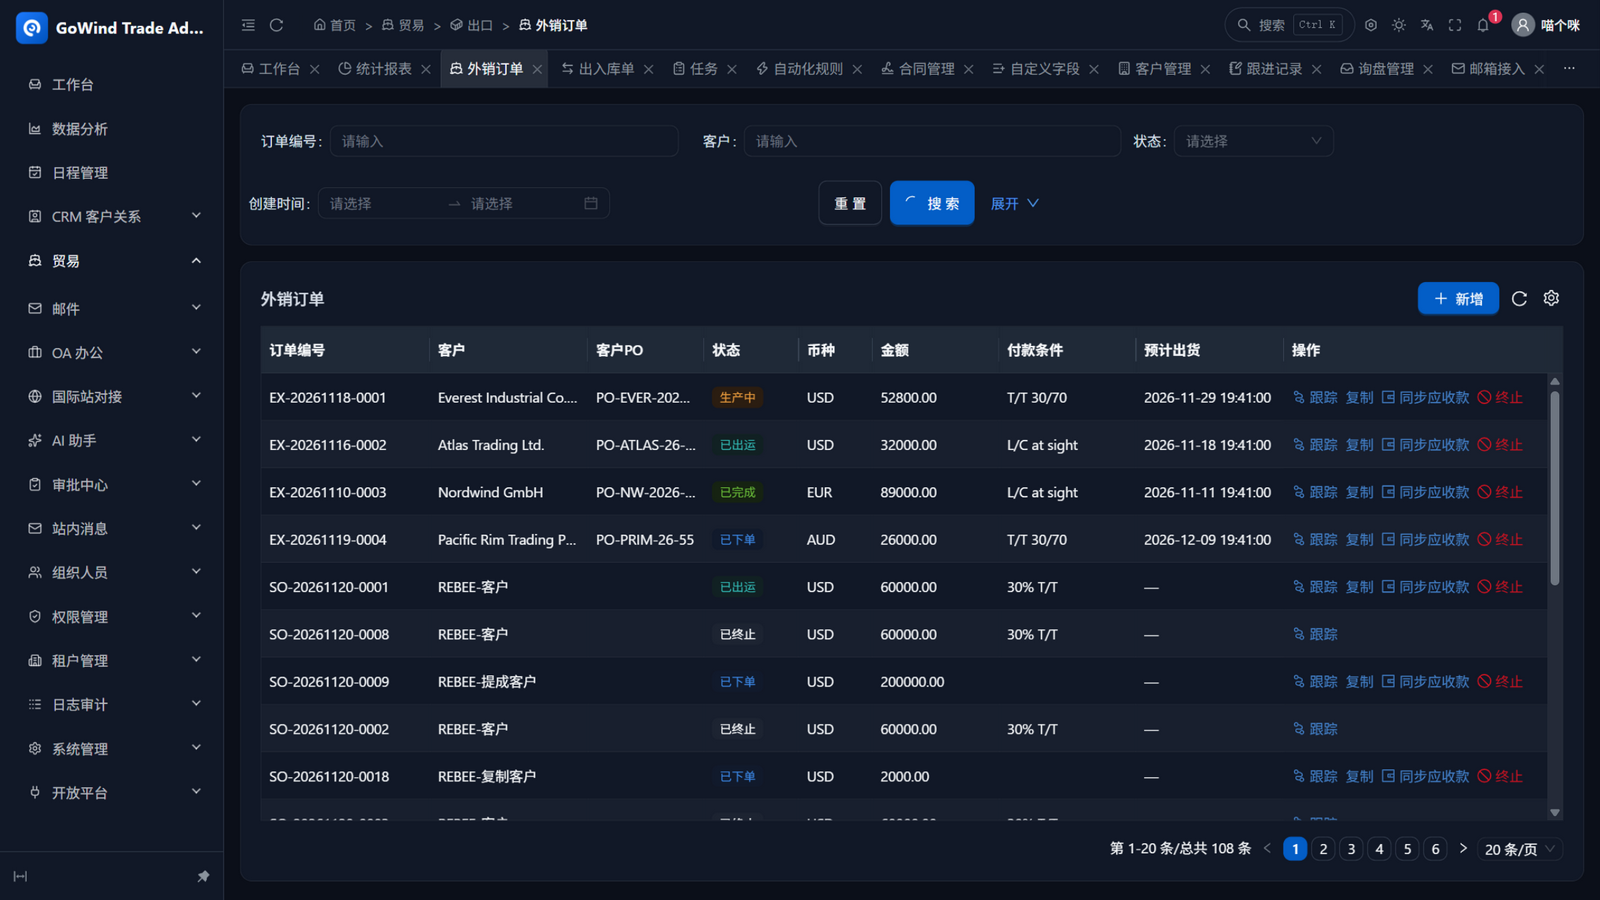 GoWind Trade Ad...
首页 > 贸易 > 出口 > 外销订单
搜索 Ctrl K
1
喵个咪
工作台 统计报表 外销订单 出入库单 任务 自动化规则 合同管理 自定义字段 客户管理 跟进记录 询盘管理 邮箱接入 ···
工作台
数据分析
日程管理
CRM 客户关系
贸易
邮件
OA 办公
国际站对接
AI 助手
审批中心
站内消息
组织人员
权限管理
租户管理
日志审计
系统管理
开放平台
订单编号: 请输入 客户: 请输入 状态: 请选择
创建时间: 请选择 → 请选择 重置 搜索 展开
外销订单 新增
订单编号 客户 客户PO 状态 币种 金额 付款条件 预计出货 操作
EX-20261118-0001 Everest Industrial Co.... PO-EVER-202... 生产中 USD 52800.00 T/T 30/70 2026-11-29 19:41:00 跟踪 复制 同步应收款 终止
EX-20261116-0002 Atlas Trading Ltd. PO-ATLAS-26-... 已出运 USD 32000.00 L/C at sight 2026-11-18 19:41:00 跟踪 复制 同步应收款 终止
EX-20261110-0003 Nordwind GmbH PO-NW-2026-... 已完成 EUR 89000.00 L/C at sight 2026-11-11 19:41:00 跟踪 复制 同步应收款 终止
EX-20261119-0004 Pacific Rim Trading P... PO-PRIM-26-55 已下单 AUD 26000.00 T/T 30/70 2026-12-09 19:41:00 跟踪 复制 同步应收款 终止
SO-20261120-0001 REBEE-客户 已出运 USD 60000.00 30% T/T — 跟踪 复制 同步应收款 终止
SO-20261120-0008 REBEE-客户 已终止 USD 60000.00 30% T/T — 跟踪
SO-20261120-0009 REBEE-提成客户 已下单 USD 200000.00 — 跟踪 复制 同步应收款 终止
SO-20261120-0002 REBEE-客户 已终止 USD 60000.00 30% T/T — 跟踪
SO-20261120-0018 REBEE-复制客户 已下单 USD 2000.00 — 跟踪 复制 同步应收款 终止
第 1-20 条/总共 108 条 < 1 2 3 4 5 6 > 20 条/页